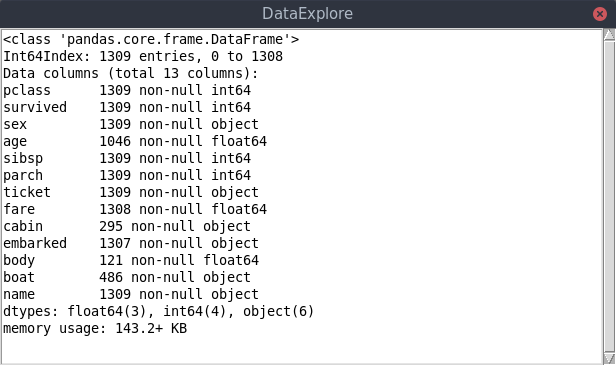 DataExplore
<class 'pandas.core.frame.DataFrame'>
Int64Index: 1309 entries, 0 to 1308
Data columns (total 13 columns):
pclass      1309 non-null int64
survived    1309 non-null int64
sex         1309 non-null object
age         1046 non-null float64
sibsp       1309 non-null int64
parch       1309 non-null int64
ticket      1309 non-null object
fare        1308 non-null float64
cabin       295 non-null object
embarked    1307 non-null object
body        121 non-null float64
boat        486 non-null object
name        1309 non-null object
dtypes: float64(3), int64(4), object(6)
memory usage: 143.2+ KB